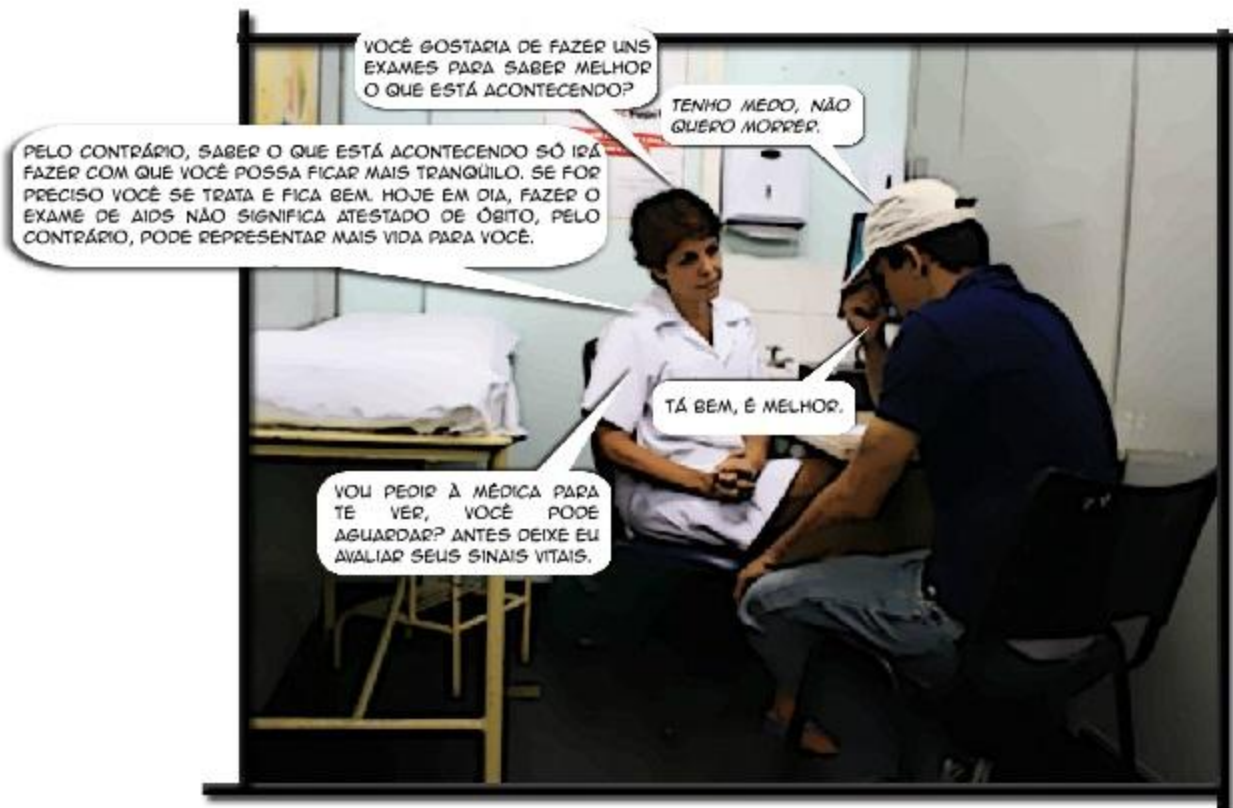 VOCÊ GOSTARIA DE FAZER UNS
EXAMES PARA SABER MELHOR
O QUE ESTÁ ACONTECENDO?
TENHO MEDO, NÃO
QUERO MORRER.
PELO CONTRÁRIO, SABER O QUE ESTÁ ACONTECENDO SÓ IRÁ
FAZER COM QUE VOCÊ POSSA FICAR MAIS TRANQÜILO. SE FOR
PRECISO VOCÊ SE TRATA E FICA BEM. HOJE EM DIA, FAZER O
EXAME DE AIDS NÃO SIGNIFICA ATESTADO DE ÓBITO, PELO
CONTRÁRIO, PODE REPRESENTAR MAIS VIDA PARA VOCÊ.
TÁ BEM, É MELHOR.
VOU PEDIR À MÉDICA PARA
TE VER, VOCÊ PODE
AGUARDAR? ANTES DEIXE EU
AVALIAR SEUS SINAIS VITAIS.